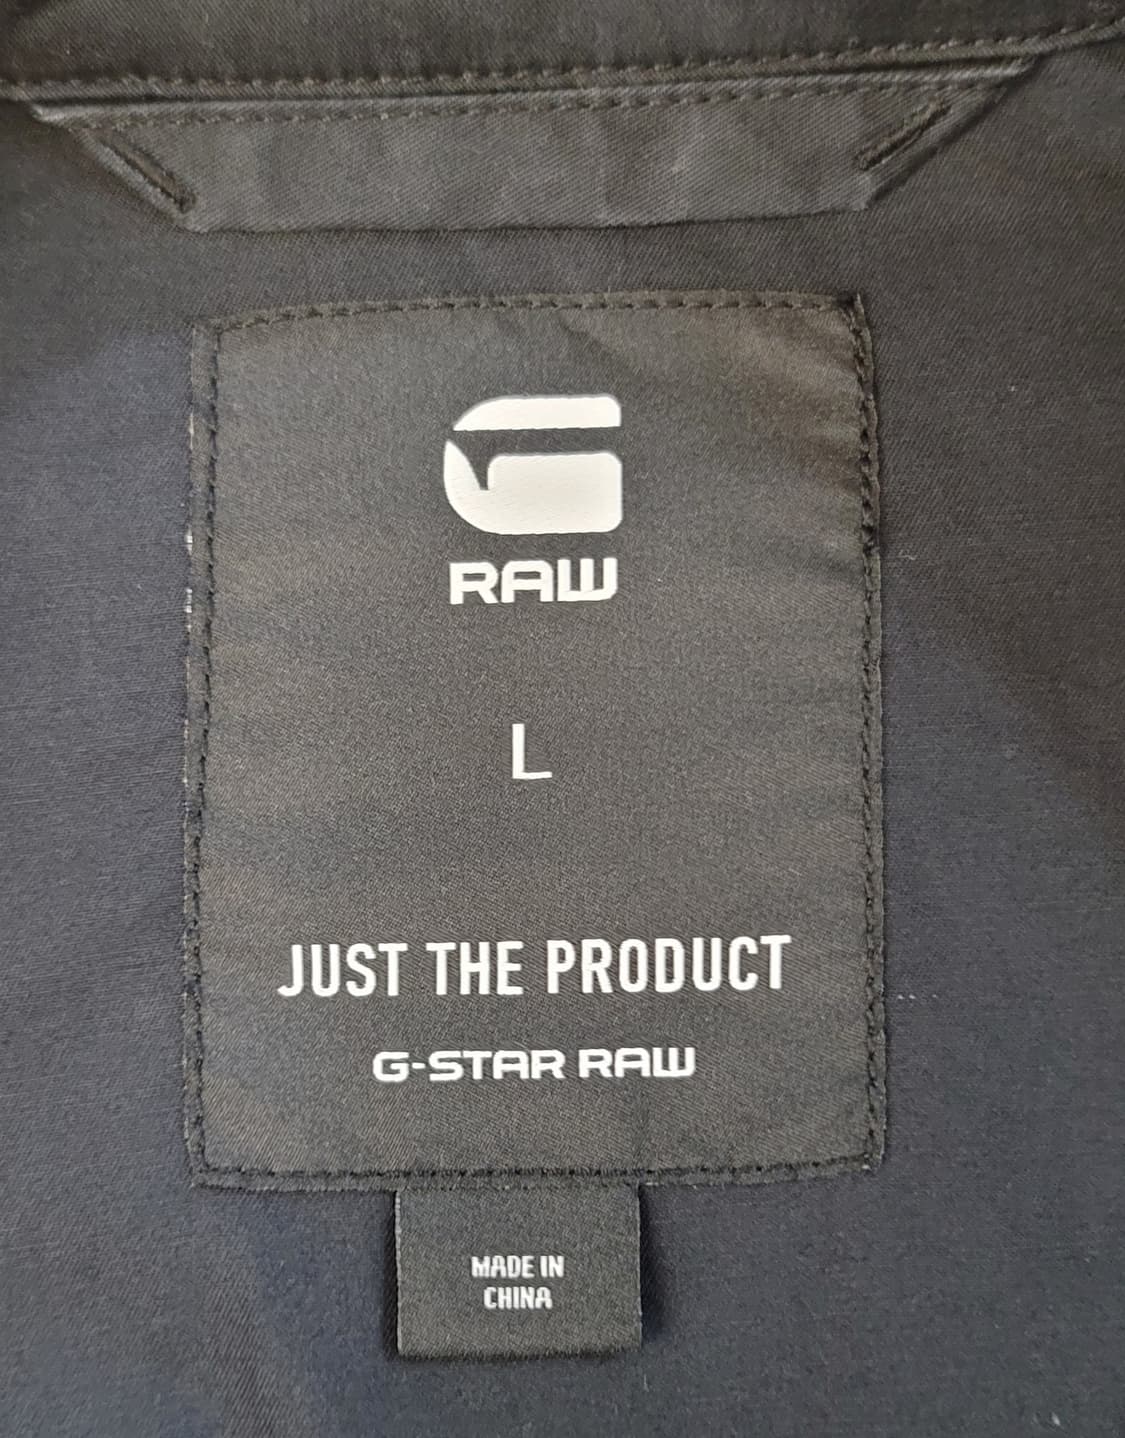 RAW
L
JUST THE PRODUCT
G-STAR RAW
MADE IN
CHINA